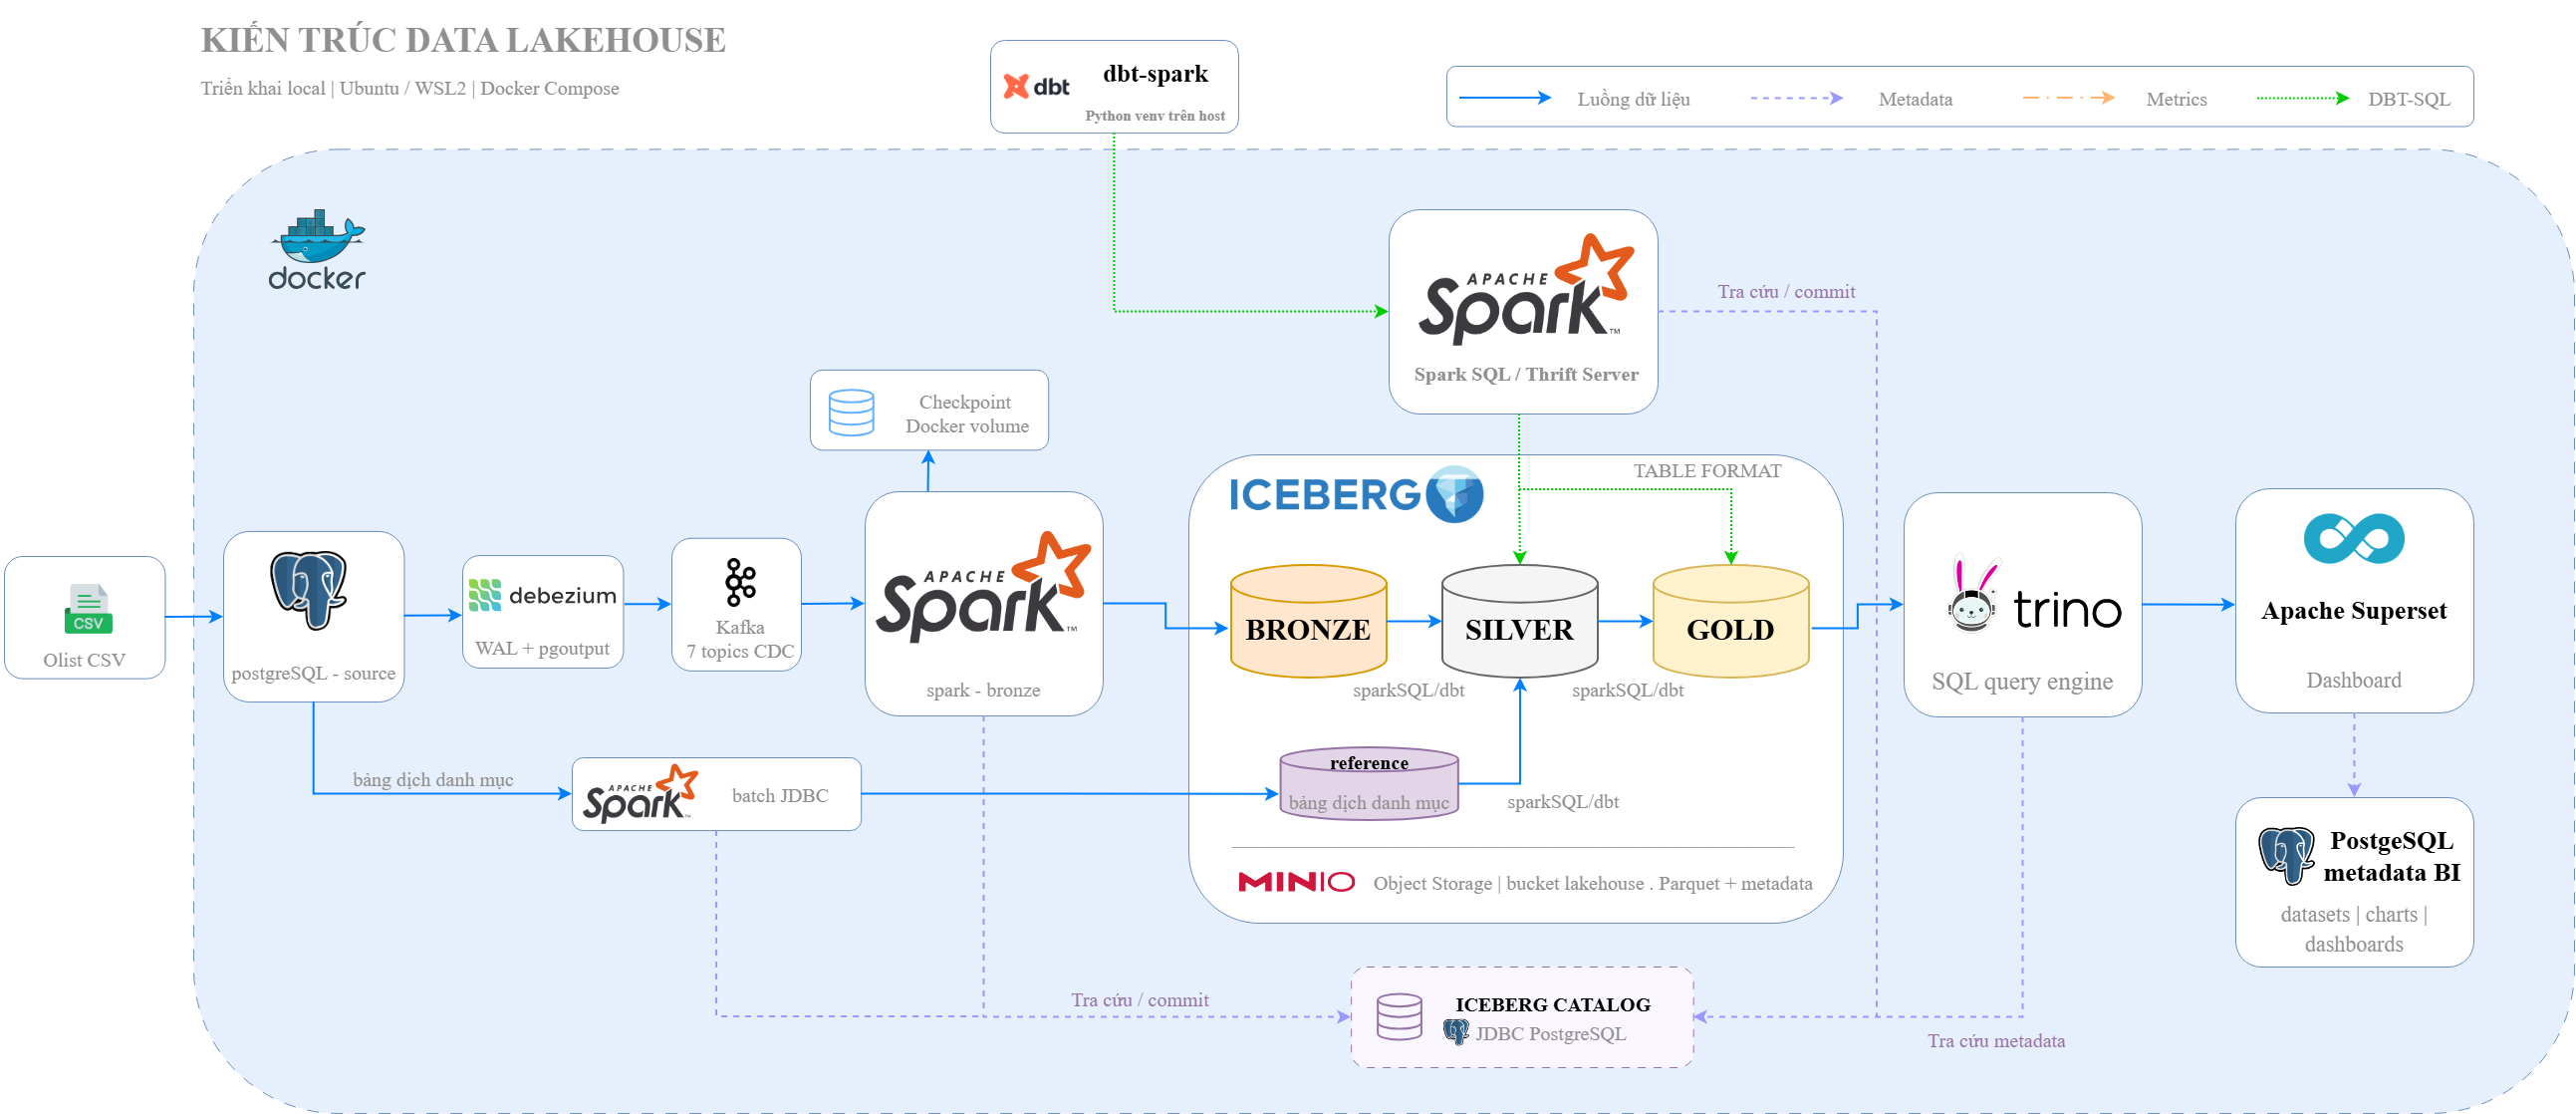 KIẾN TRÚC DATA LAKEHOUSE
Triển khai local | Ubuntu / WSL2 | Docker Compose
dbt
dbt-spark
Python venv trên host
Luồng dữ liệu
Metadata
Metrics
DBT-SQL
docker
APACHE
Spark™
Spark SQL / Thrift Server
Tra cứu / commit
Checkpoint
Docker volume
ICEBERG
TABLE FORMAT
CSV
Olist CSV
postgreSQL - source
debezium
WAL + pgoutput
Kafka
7 topics CDC
APACHE
Spark™
spark - bronze
BRONZE
SILVER
GOLD
sparkSQL/dbt
sparkSQL/dbt
trino
SQL query engine
Apache Superset
Dashboard
bảng dịch danh mục
APACHE
Spark™
batch JDBC
reference
bảng dịch danh mục
sparkSQL/dbt
MINIO
Object Storage | bucket lakehouse . Parquet + metadata
PostgeSQL
metadata BI
datasets | charts |
dashboards
Tra cứu / commit
ICEBERG CATALOG
JDBC PostgreSQL
Tra cứu metadata